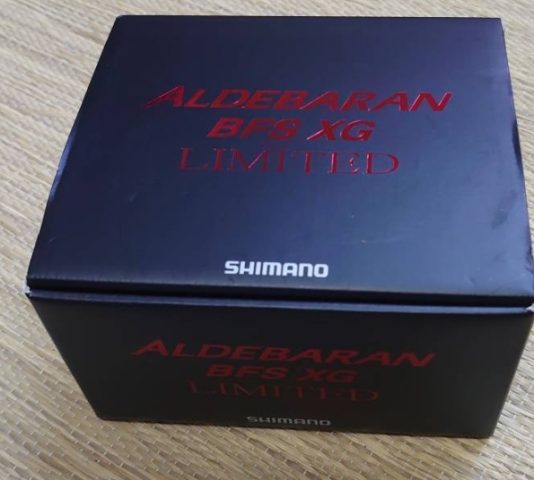 ALDEBARAN
BFS XG
LIMITED
SHIMANO
ALDEBARAN
BFS XG
LIMITED
SHIMANO